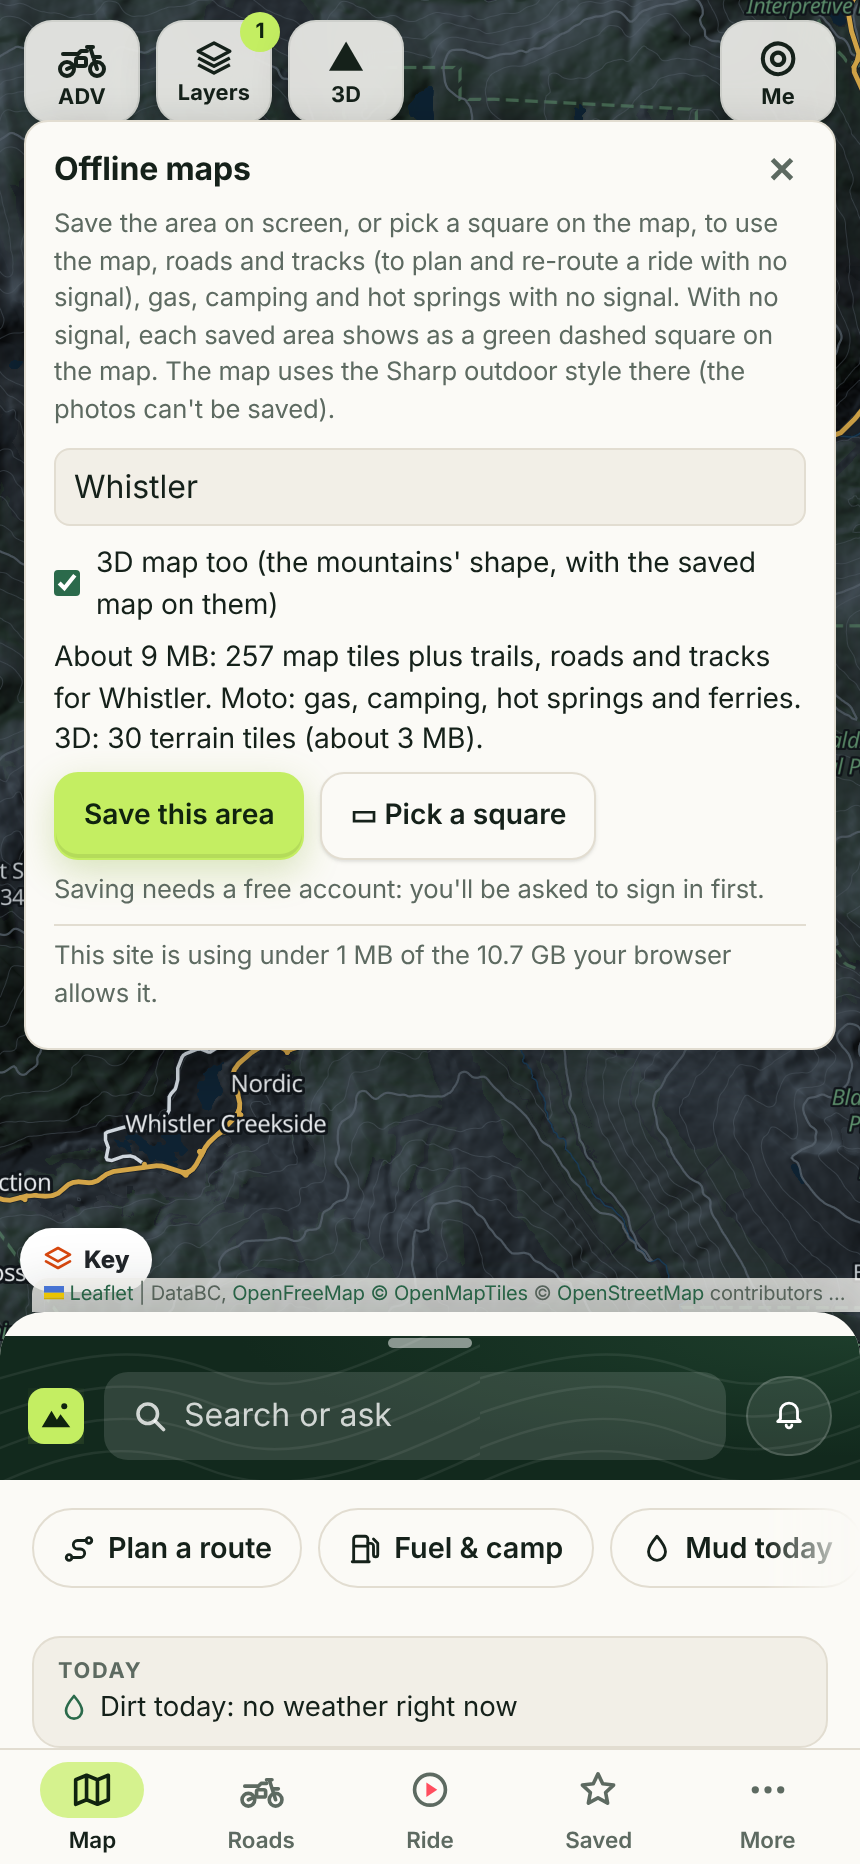 Interpretive
1
ADV
Layers
3D
Me
Offline maps
Save the area on screen, or pick a square on the map, to use
the map, roads and tracks (to plan and re-route a ride with no
signal), gas, camping and hot springs with no signal. With no
signal, each saved area shows as a green dashed square on
the map. The map uses the Sharp outdoor style there (the
photos can't be saved).
Whistler
3D map too (the mountains' shape, with the saved
map on them)
About 9 MB: 257 map tiles plus trails, roads and tracks
for Whistler. Moto: gas, camping, hot springs and ferries.
3D: 30 terrain tiles (about 3 MB).
Save this area
Pick a square
Saving needs a free account: you'll be asked to sign in first.
This site is using under 1 MB of the 10.7 GB your browser
allows it.
34
Nordic
Whistler Creekside
ction
Key
Leaflet | DataBC, OpenFreeMap © OpenMapTiles © OpenStreetMap contributors ...
Search or ask
Plan a route
Fuel & camp
Mud today
TODAY
Dirt today: no weather right now
Map
Roads
Ride
Saved
More